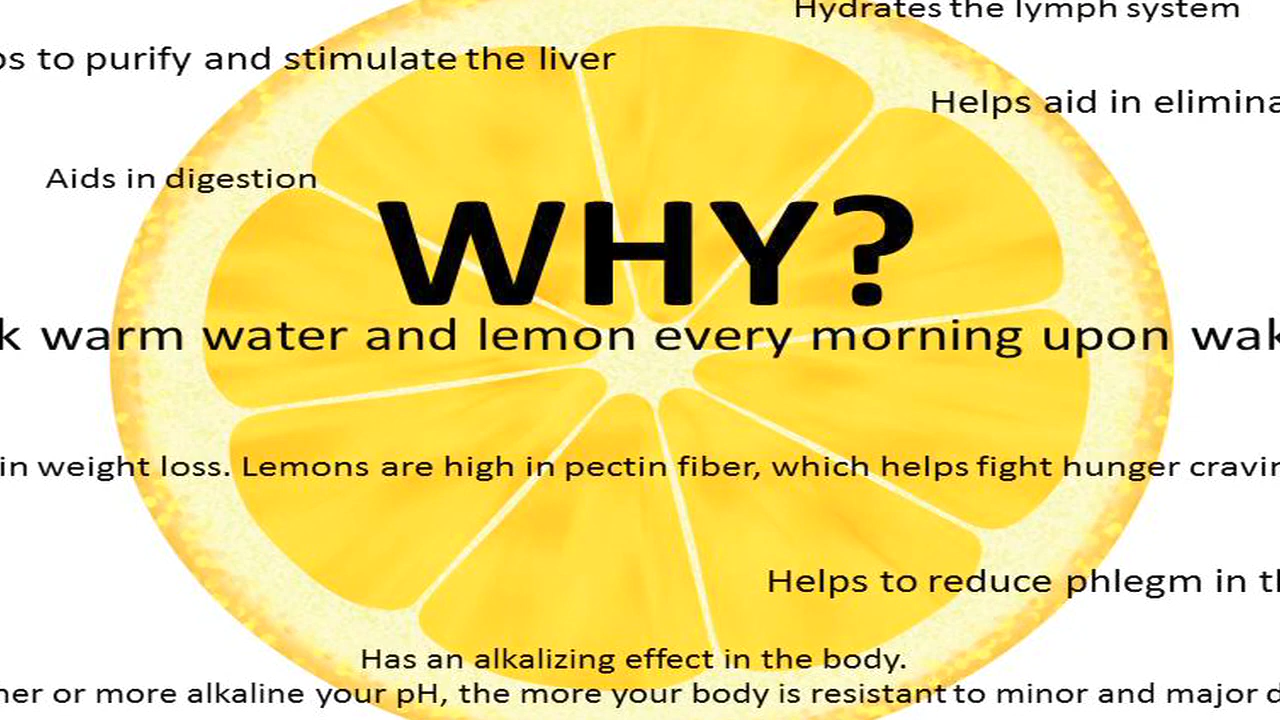 Hydrates the lymph system
to purify and stimulate the liver
Helps aid in
Aids in digestion
WHY?
warm water and lemon every morning upon
in weight loss. Lemons are high in pectin fiber, which helps fight hunger
Helps to reduce phlegm in
Has an alkalizing effect in the body.
or more alkaline your pH, the more your body is resistant to minor and major